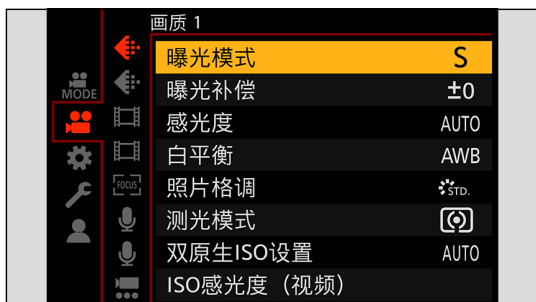 画质 1
MODE
FOCUS
曝光模式 S
曝光补偿 ±0
感光度 AUTO
白平衡 AWB
照片格调 STD.
测光模式
双原生ISO设置 AUTO
ISO感光度（视频）